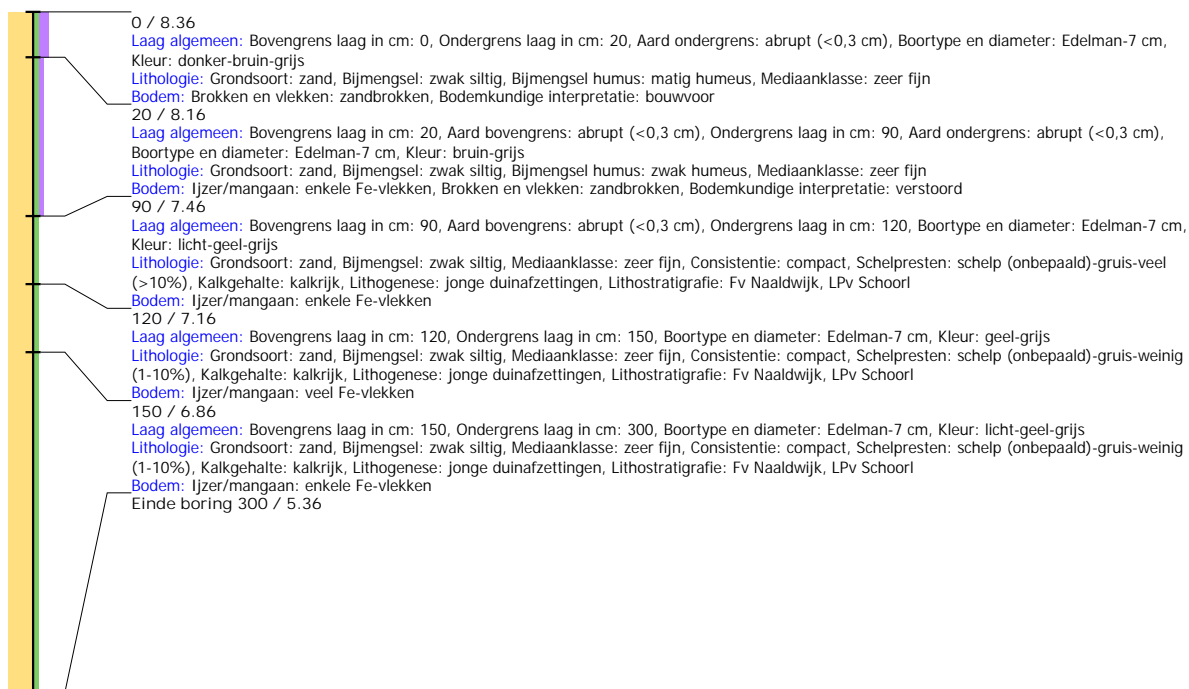 0 / 8.36
Laag algemeen: Bovengrens laag in cm: 0, Ondergrens laag in cm: 20, Aard ondergrens: abrupt (<0,3 cm), Boortype en diameter: Edelman-7 cm,
Kleur: donker-bruin-grijs
Lithologie: Grondsoort: zand, Bijmengsel: zwak siltig, Bijmengsel humus: matig humeus, Mediaanklasse: zeer fijn
Bodem: Brokken en vlekken: zandbrokken, Bodemkundige interpretatie: bouwvoor
20 / 8.16
Laag algemeen: Bovengrens laag in cm: 20, Aard bovengrens: abrupt (<0,3 cm), Ondergrens laag in cm: 90, Aard ondergrens: abrupt (<0,3 cm),
Boortype en diameter: Edelman-7 cm, Kleur: bruin-grijs
Lithologie: Grondsoort: zand, Bijmengsel: zwak siltig, Bijmengsel humus: zwak humeus, Mediaanklasse: zeer fijn
Bodem: Ijzer/mangaan: enkele Fe-vlekken, Brokken en vlekken: zandbrokken, Bodemkundige interpretatie: verstoord
90 / 7.46
Laag algemeen: Bovengrens laag in cm: 90, Aard bovengrens: abrupt (<0,3 cm), Ondergrens laag in cm: 120, Boortype en diameter: Edelman-7 cm,
Kleur: licht-geel-grijs
Lithologie: Grondsoort: zand, Bijmengsel: zwak siltig, Mediaanklasse: zeer fijn, Consistentie: compact, Schelpresten: schelp (onbepaald)-gruis-veel
(>10%), Kalkgehalte: kalkrijk, Lithogenese: jonge duinafzettingen, Lithostratigrafie: Fv Naaldwijk, LPv Schoorl
Bodem: Ijzer/mangaan: enkele Fe-vlekken
120 / 7.16
Laag algemeen: Bovengrens laag in cm: 120, Ondergrens laag in cm: 150, Boortype en diameter: Edelman-7 cm, Kleur: geel-grijs
Lithologie: Grondsoort: zand, Bijmengsel: zwak siltig, Mediaanklasse: zeer fijn, Consistentie: compact, Schelpresten: schelp (onbepaald)-gruis-weinig
(1-10%), Kalkgehalte: kalkrijk, Lithogenese: jonge duinafzettingen, Lithostratigrafie: Fv Naaldwijk, LPv Schoorl
Bodem: Ijzer/mangaan: veel Fe-vlekken
150 / 6.86
Laag algemeen: Bovengrens laag in cm: 150, Ondergrens laag in cm: 300, Boortype en diameter: Edelman-7 cm, Kleur: licht-geel-grijs
Lithologie: Grondsoort: zand, Bijmengsel: zwak siltig, Mediaanklasse: zeer fijn, Consistentie: compact, Schelpresten: schelp (onbepaald)-gruis-weinig
(1-10%), Kalkgehalte: kalkrijk, Lithogenese: jonge duinafzettingen, Lithostratigrafie: Fv Naaldwijk, LPv Schoorl
Bodem: Ijzer/mangaan: enkele Fe-vlekken
Einde boring 300 / 5.36